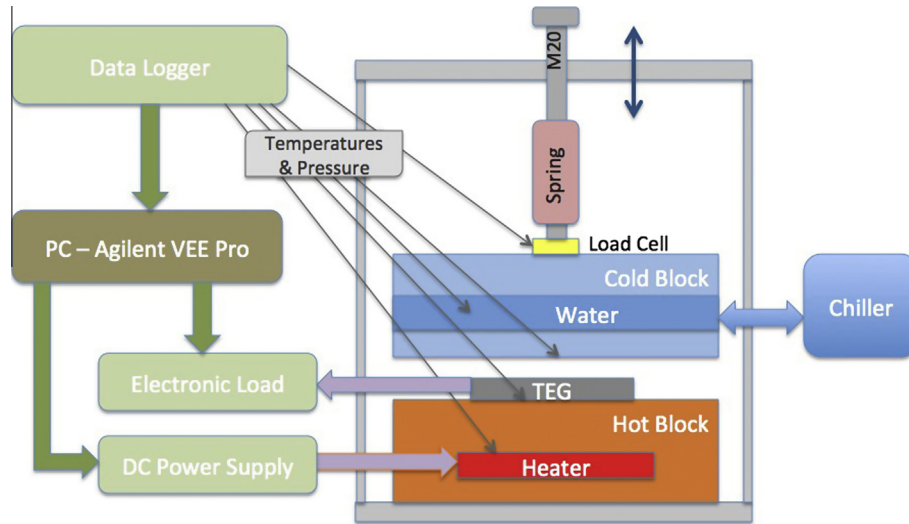 Data Logger
M20
Temperatures
& Pressure
Spring
PC – Agilent VEE Pro
Load Cell
Cold Block
Water
Chiller
Electronic Load
TEG
Hot Block
DC Power Supply
Heater